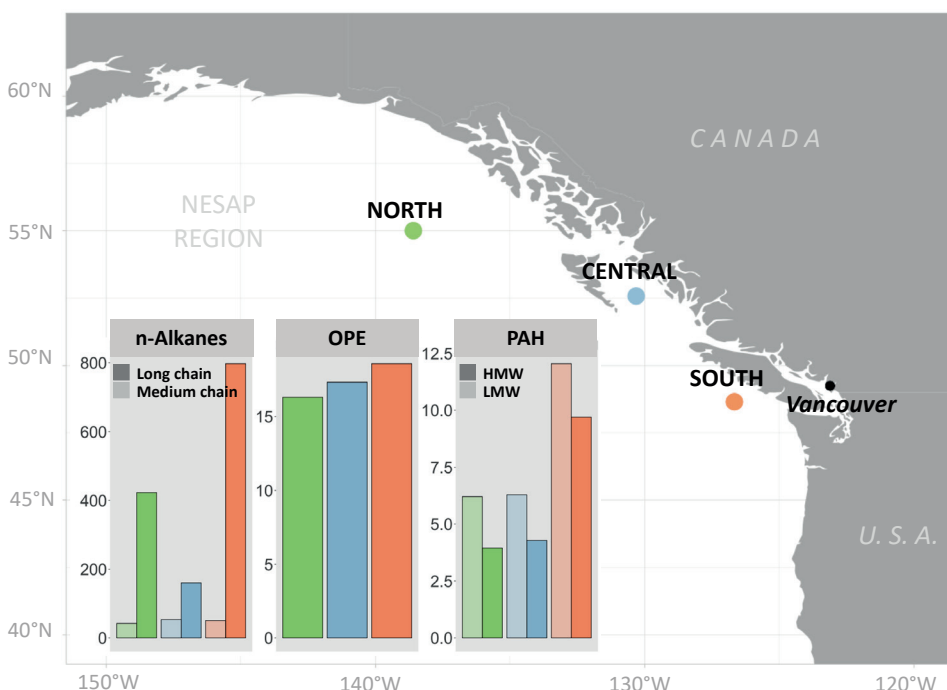 60°N
55°N
50°N
45°N
40°N
150°W
140°W
130°W
120°W
CANADA
U.S.A.
NESAP
REGION
NORTH
CENTRAL
SOUTH
Vancouver
n-Alkanes
Long chain
Medium chain
800
600
400
200
0
OPE
15
10
5
0
PAH
HMW
LMW
12.5
10.0
7.5
5.0
2.5
0.0